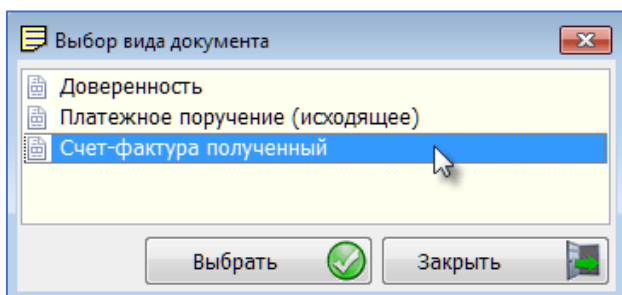 Выбор вида документа
Доверенность
Платежное поручение (исходящее)
Счет-фактура полученный
Выбрать
Закрыть